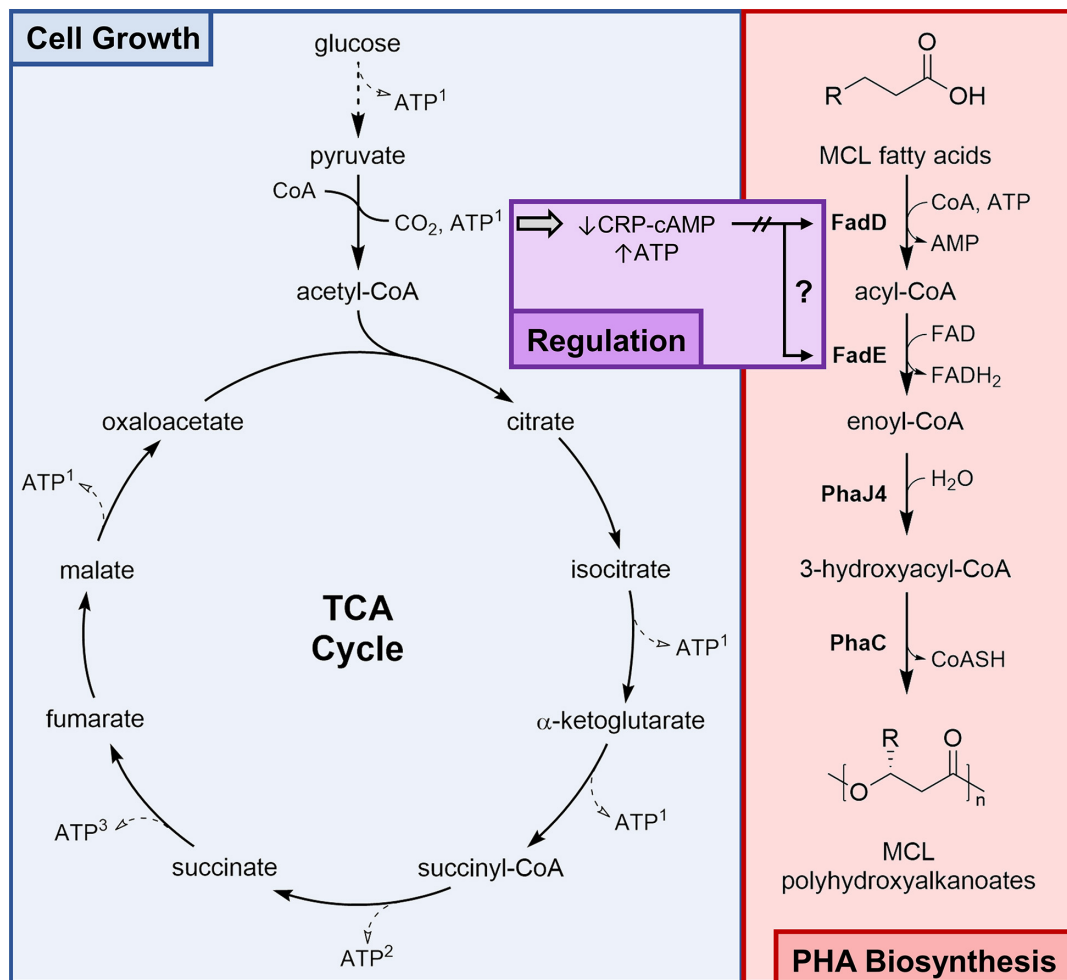 Cell Growth
glucose
ATP¹
pyruvate
CoA
CO₂, ATP¹
acetyl-CoA
oxaloacetate
citrate
ATP¹
malate
isocitrate
TCA
Cycle
ATP¹
fumarate
α-ketoglutarate
ATP¹
ATP³
succinate
succinyl-CoA
ATP²
↓CRP-cAMP
↑ATP
?
Regulation
O
R
OH
MCL fatty acids
FadD
CoA, ATP
AMP
acyl-CoA
FadE
FAD
FADH₂
enoyl-CoA
PhaJ4
H₂O
3-hydroxyacyl-CoA
PhaC
CoASH
R
O
O
n
MCL
polyhydroxyalkanoates
PHA Biosynthesis